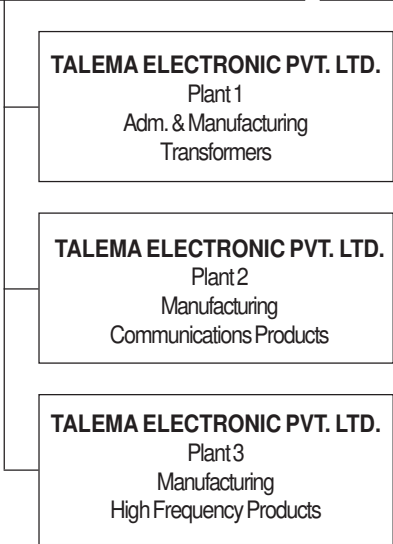 TALEMA ELECTRONIC PVT. LTD.
Plant 1
Adm. & Manufacturing
Transformers
TALEMA ELECTRONIC PVT. LTD.
Plant 2
Manufacturing
Communications Products
TALEMA ELECTRONIC PVT. LTD.
Plant 3
Manufacturing
High Frequency Products